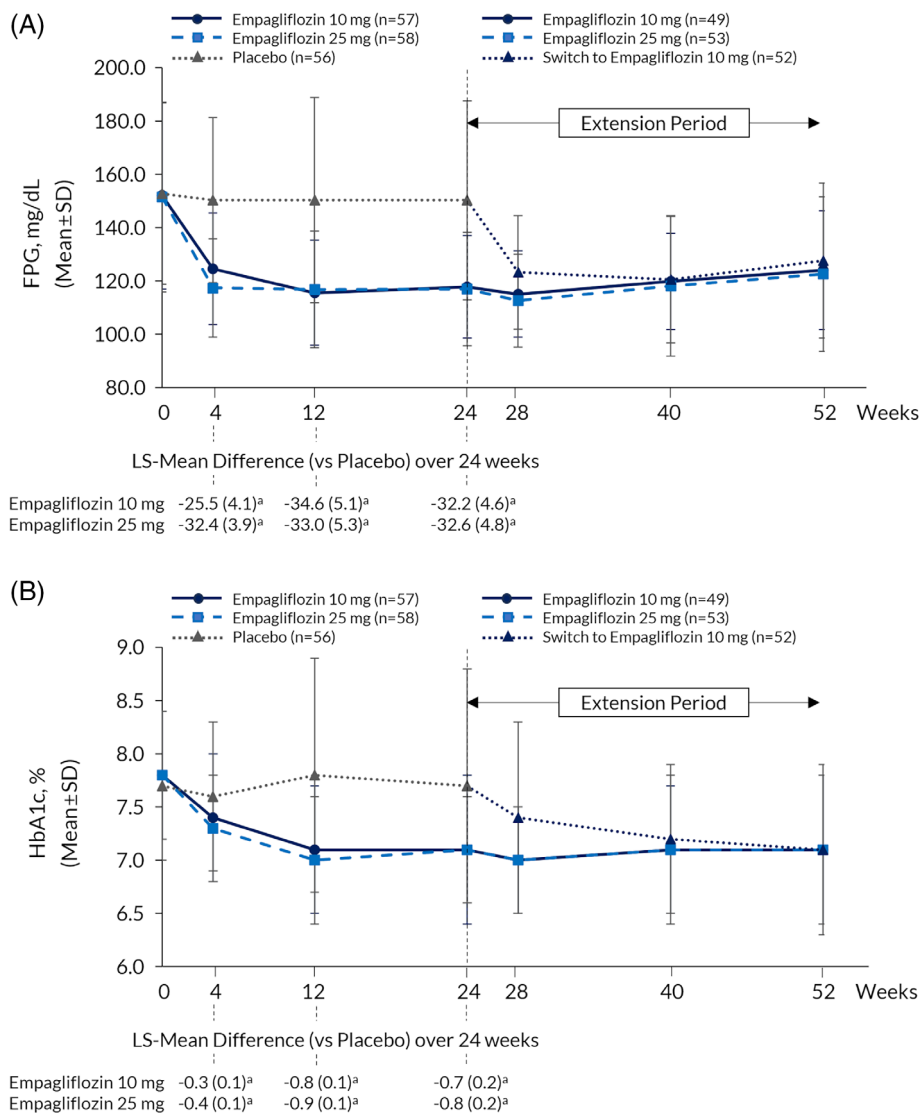 (A)
Empagliflozin 10 mg (n=57)
Empagliflozin 25 mg (n=58)
Placebo (n=56)
Empagliflozin 10 mg (n=49)
Empagliflozin 25 mg (n=53)
Switch to Empagliflozin 10 mg (n=52)
FPG, mg/dL
(Mean±SD)
200.0
180.0
160.0
140.0
120.0
100.0
80.0
Extension Period
0 4 12 24 28 40 52 Weeks
LS-Mean Difference (vs Placebo) over 24 weeks
Empagliflozin 10 mg -25.5 (4.1)ᵃ -34.6 (5.1)ᵃ -32.2 (4.6)ᵃ
Empagliflozin 25 mg -32.4 (3.9)ᵃ -33.0 (5.3)ᵃ -32.6 (4.8)ᵃ
(B)
Empagliflozin 10 mg (n=57)
Empagliflozin 25 mg (n=58)
Placebo (n=56)
Empagliflozin 10 mg (n=49)
Empagliflozin 25 mg (n=53)
Switch to Empagliflozin 10 mg (n=52)
HbA1c, %
(Mean±SD)
9.0
8.5
8.0
7.5
7.0
6.5
6.0
Extension Period
0 4 12 24 28 40 52 Weeks
LS-Mean Difference (vs Placebo) over 24 weeks
Empagliflozin 10 mg -0.3 (0.1)ᵃ -0.8 (0.1)ᵃ -0.7 (0.2)ᵃ
Empagliflozin 25 mg -0.4 (0.1)ᵃ -0.9 (0.1)ᵃ -0.8 (0.2)ᵃ